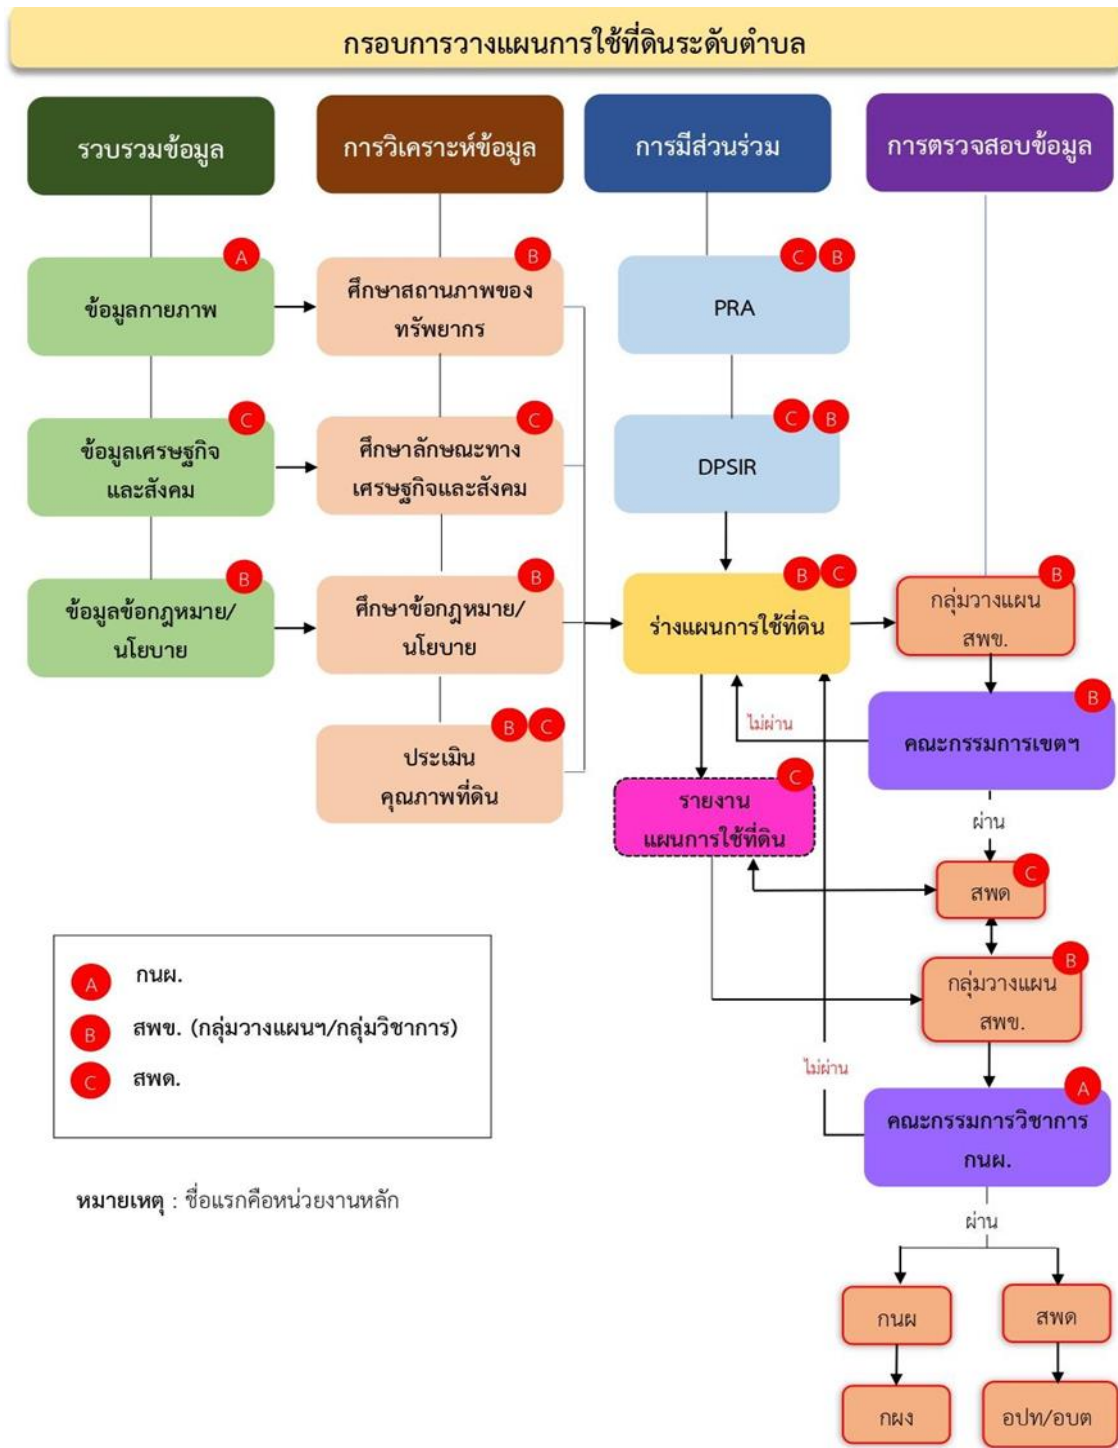 กรอบการวางแผนการใช้ที่ดินระดับตำบล
รวบรวมข้อมูล
การวิเคราะห์ข้อมูล
การมีส่วนร่วม
การตรวจสอบข้อมูล
A
ข้อมูลกายภาพ
B
ศึกษาสถานภาพของ
ทรัพยากร
C B
PRA
C
ข้อมูลเศรษฐกิจ
และสังคม
C
ศึกษาลักษณะทาง
เศรษฐกิจและสังคม
C B
DPSIR
B
ข้อมูลข้อกฎหมาย/
นโยบาย
B
ศึกษาข้อกฎหมาย/
นโยบาย
B C
ร่างแผนการใช้ที่ดิน
B
กลุ่มวางแผน
สพข.
B C
ประเมิน
คุณภาพที่ดิน
ไม่ผ่าน
B
คณะกรรมการเขตฯ
C
รายงาน
แผนการใช้ที่ดิน
ผ่าน
C
สพด
B
กลุ่มวางแผน
สพข.
ไม่ผ่าน
A
คณะกรรมการวิชาการ
กนผ.
ผ่าน
กนผ
สพด
กผง
อปท/อบต
A กนผ.
B สพข. (กลุ่มวางแผนฯ/กลุ่มวิชาการ)
C สพด.
หมายเหตุ : ชื่อแรกคือหน่วยงานหลัก